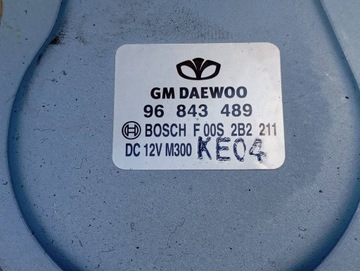 GM DAEWOO
96 843 489
BOSCH F 00S 2B2 211
DC 12V M300 KE04